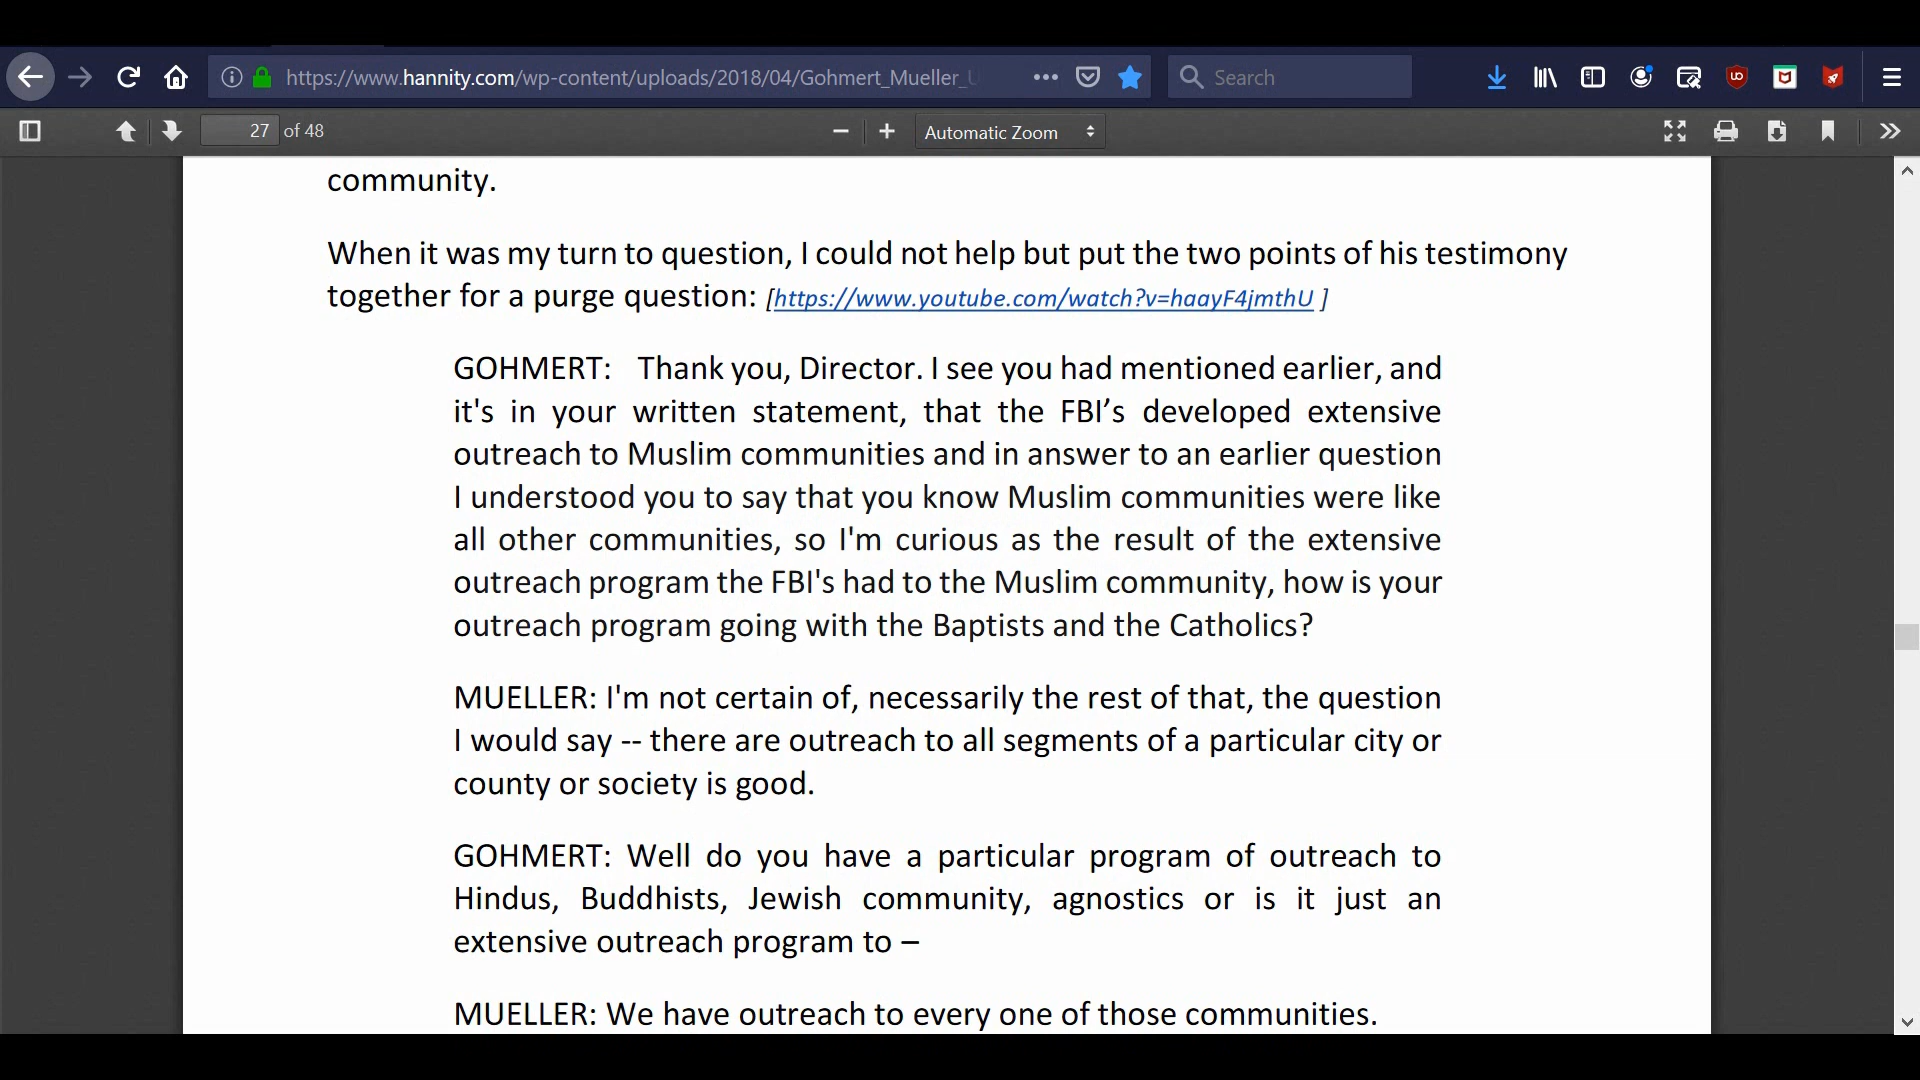 https://www.hannity.com/wp-content/uploads/2018/04/Gohmert_Mueller_
Search
27 of 48
Automatic Zoom
community.
When it was my turn to question, I could not help but put the two points of his testimony
together for a purge question: [https://www.youtube.com/watch?v=haayF4jmthU ]
GOHMERT: Thank you, Director. I see you had mentioned earlier, and
it's in your written statement, that the FBI’s developed extensive
outreach to Muslim communities and in answer to an earlier question
I understood you to say that you know Muslim communities were like
all other communities, so I'm curious as the result of the extensive
outreach program the FBI's had to the Muslim community, how is your
outreach program going with the Baptists and the Catholics?
MUELLER: I'm not certain of, necessarily the rest of that, the question
I would say -- there are outreach to all segments of a particular city or
county or society is good.
GOHMERT: Well do you have a particular program of outreach to
Hindus, Buddhists, Jewish community, agnostics or is it just an
extensive outreach program to –
MUELLER: We have outreach to every one of those communities.